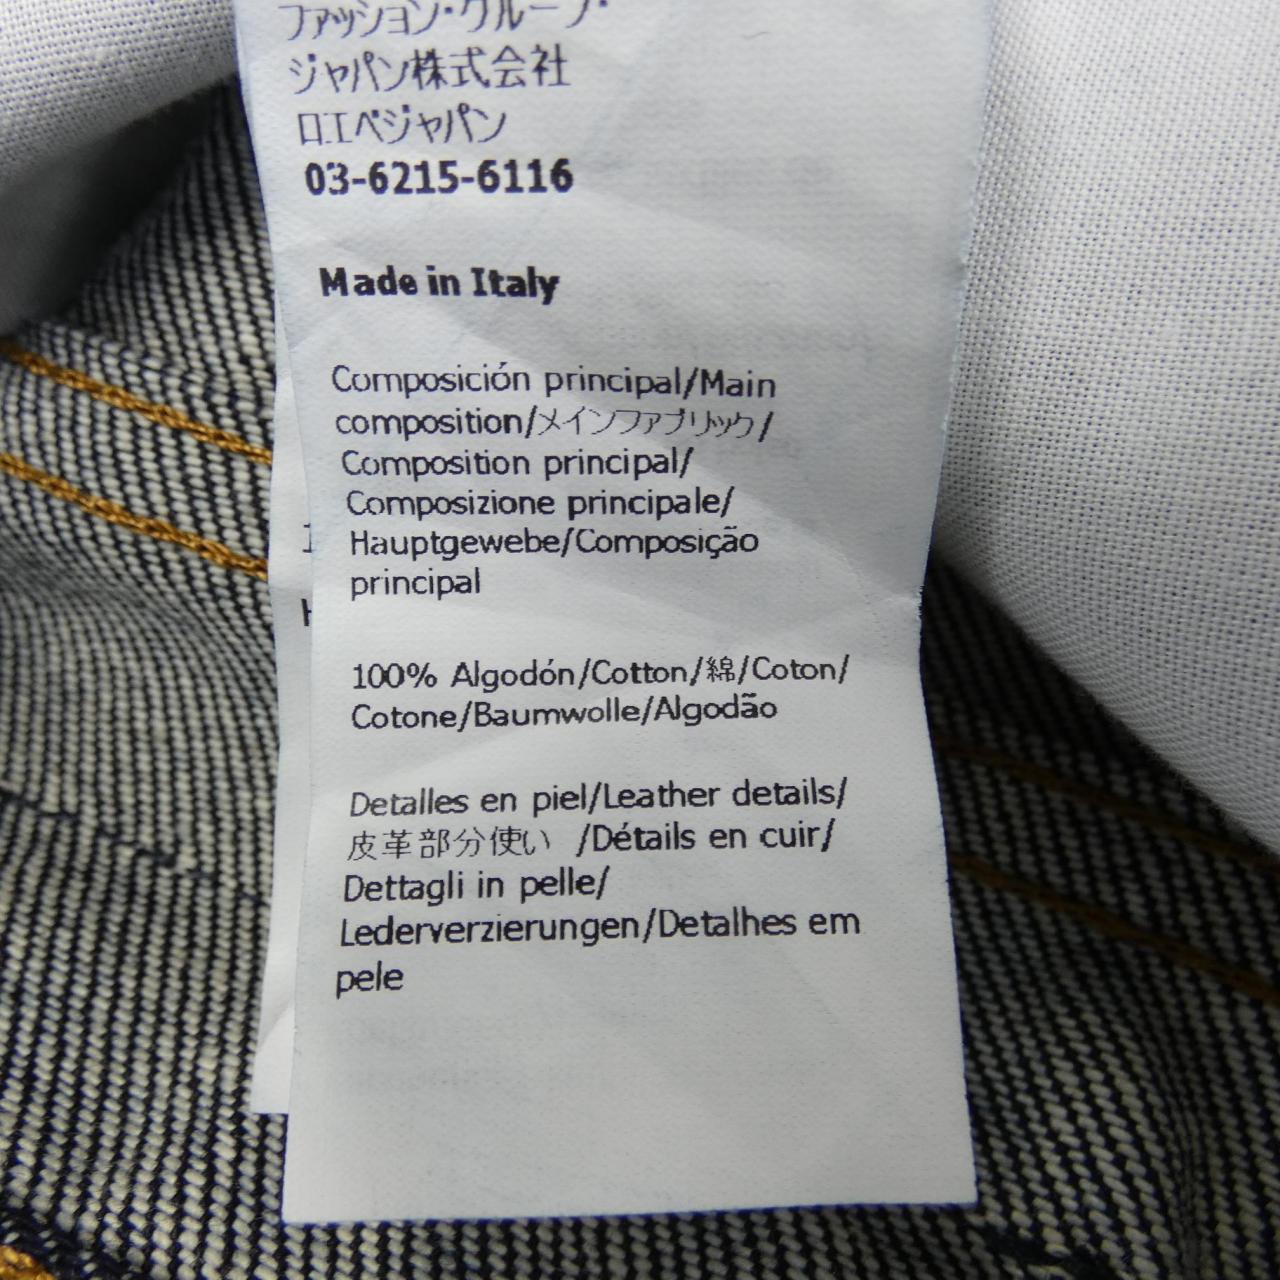 ファッション・グループ・
ジャパン株式会社
ロエベジャパン
03-6215-6116
Made in Italy
Composición principal/Main
composition/メインファブリック/
Composition principal/
Composizione principale/
Hauptgewebe/Composição
principal
100% Algodón/Cotton/綿/Coton/
Cotone/Baumwolle/Algodão
Detalles en piel/Leather details/
皮革部分使い /Détails en cuir/
Dettagli in pelle/
Lederverzierungen/Detalhes em
pele